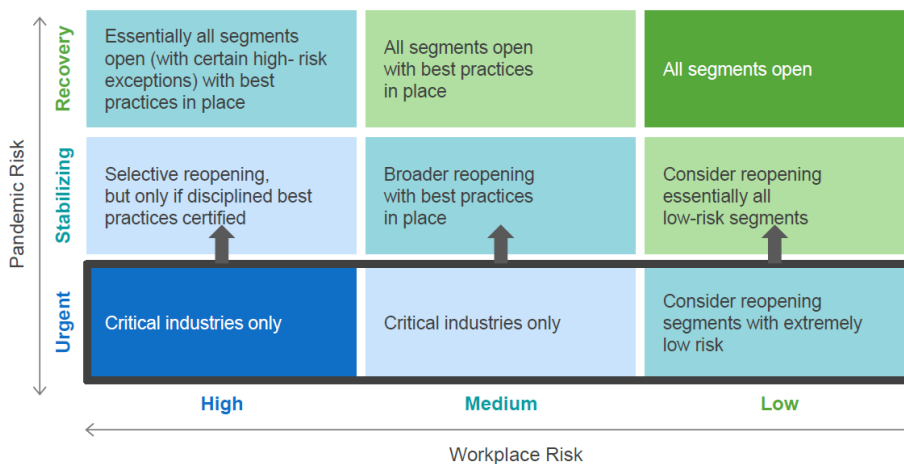 Pandemic Risk
Recovery
Essentially all segments
open (with certain high- risk
exceptions) with best
practices in place
All segments open
with best practices
in place
All segments open
Stabilizing
Selective reopening,
but only if disciplined best
practices certified
Broader reopening
with best practices
in place
Consider reopening
essentially all
low-risk segments
Urgent
Critical industries only
Critical industries only
Consider reopening
segments with extremely
low risk
High
Medium
Low
Workplace Risk